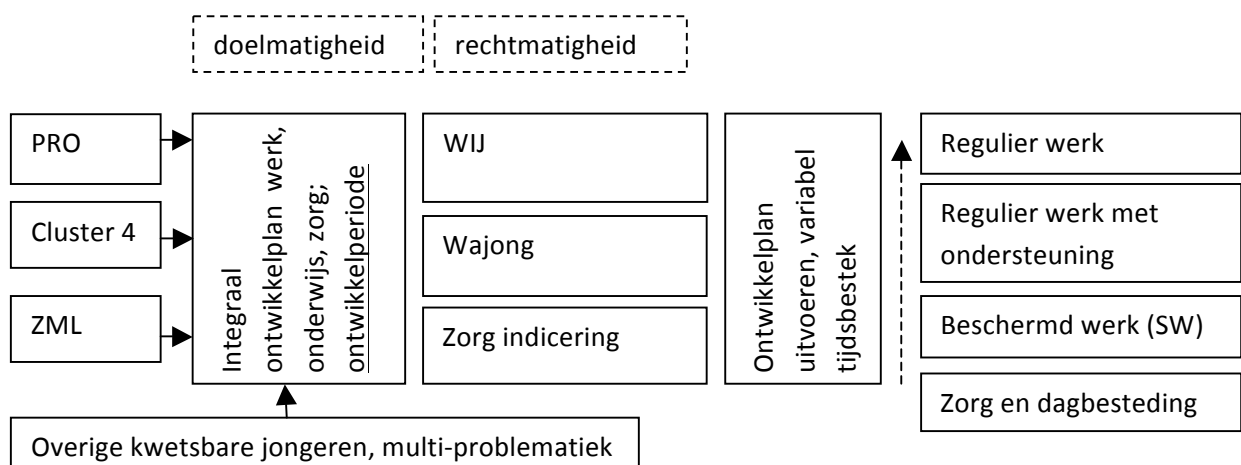 doelmatigheid
rechtmatigheid
PRO
Cluster 4
ZML
Integraal
ontwikkelplan werk,
onderwijs, zorg;
ontwikkelperiode
WIJ
Wajong
Zorg indicering
Ontwikkelplan
uitvoeren, variabel
tijdsbestek
Regulier werk
Regulier werk met
ondersteuning
Beschermd werk (SW)
Zorg en dagbesteding
Overige kwetsbare jongeren, multi-problematiek